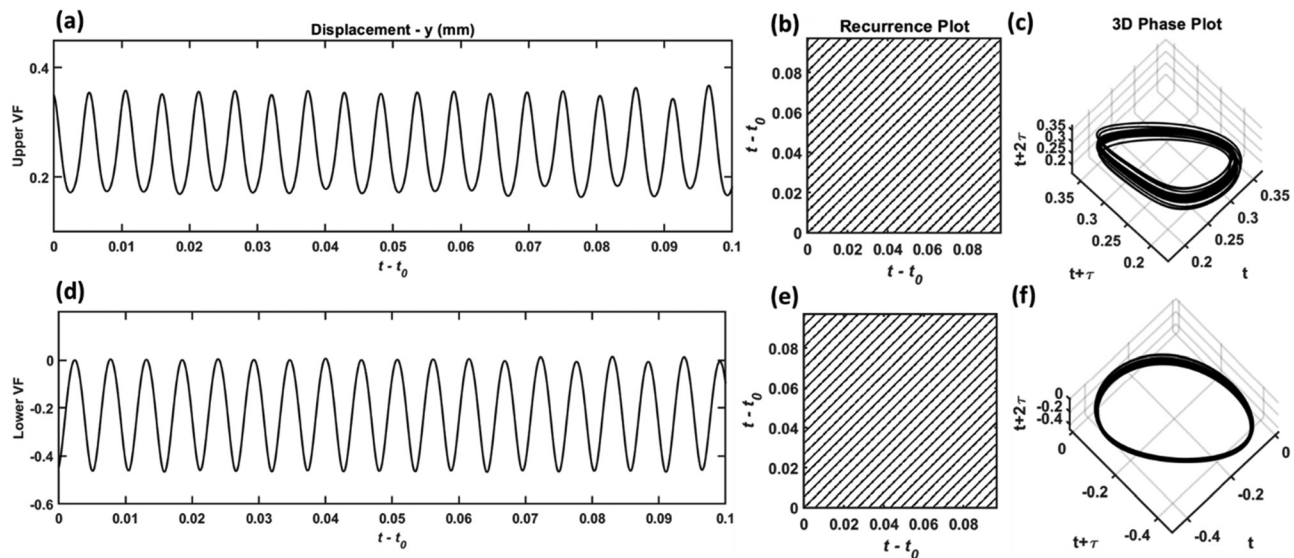 (a)
Displacement - y (mm)
Upper VF
0.4
0.2
0 0.01 0.02 0.03 0.04 0.05 0.06 0.07 0.08 0.09 0.1
t - t0
(b)
Recurrence Plot
t - t0
0.08
0.06
0.04
0.02
0
0 0.02 0.04 0.06 0.08
t - t0
(c)
3D Phase Plot
t+2τ
0.35
0.3
0.25
0.2
0.35
0.3
0.25
0.2
t+τ
0.35
0.3
0.25
0.2
t
(d)
Lower VF
0
-0.2
-0.4
-0.6
0 0.01 0.02 0.03 0.04 0.05 0.06 0.07 0.08 0.09 0.1
t - t0
(e)
t - t0
0.08
0.06
0.04
0.02
0
0 0.02 0.04 0.06 0.08
t - t0
(f)
t+2τ
0
-0.2
-0.4
0
-0.2
-0.4
t+τ
0
-0.2
-0.4
t